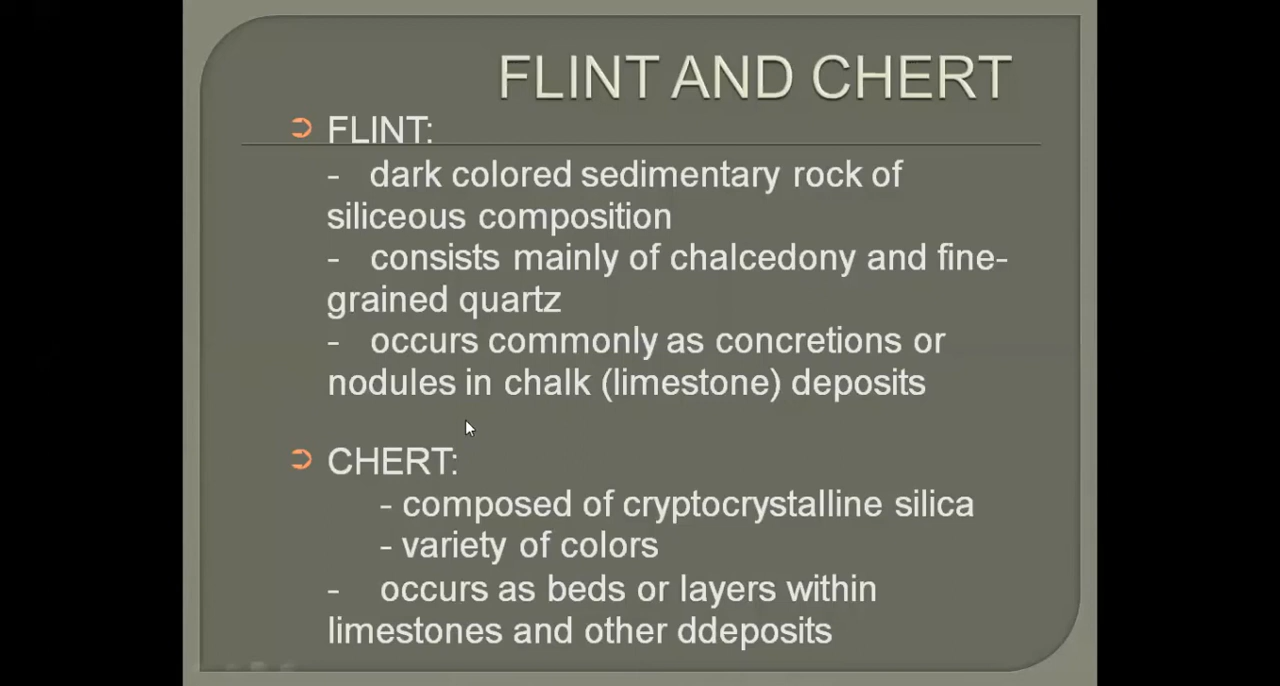 FLINT AND CHERT
FLINT:
- dark colored sedimentary rock of
siliceous composition
- consists mainly of chalcedony and fine-
grained quartz
- occurs commonly as concretions or
nodules in chalk (limestone) deposits
CHERT:
- composed of cryptocrystalline silica
- variety of colors
- occurs as beds or layers within
limestones and other ddeposits